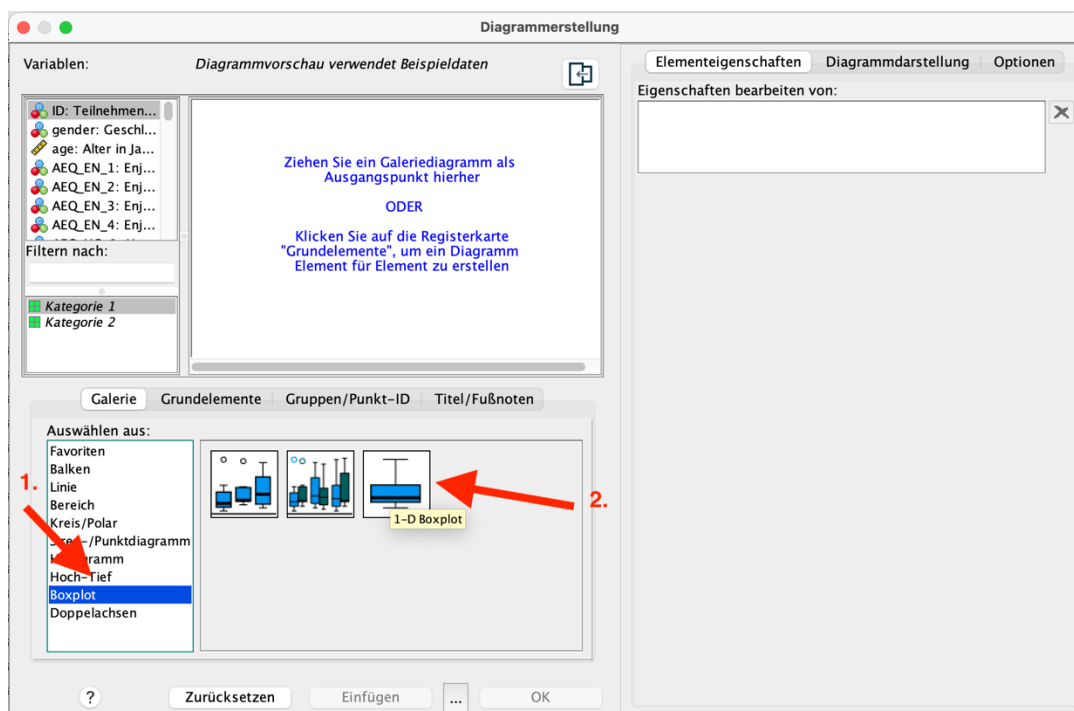 Diagrammerstellung
Variablen:
Diagrammvorschau verwendet Beispieldaten
ID: Teilnehmen...
gender: Geschl...
age: Alter in Ja...
AEQ_EN_1: Enj...
AEQ_EN_2: Enj...
AEQ_EN_3: Enj...
AEQ_EN_4: Enj...
Filtern nach:
Kategorie 1
Kategorie 2
Ziehen Sie ein Galeriediagramm als
Ausgangspunkt hierher
ODER
Klicken Sie auf die Registerkarte
"Grundelemente", um ein Diagramm
Element für Element zu erstellen
Galerie Grundelemente Gruppen/Punkt-ID Titel/Fußnoten
Auswählen aus:
Favoriten
Balken
1.
Linie
Bereich
Kreis/Polar
Hoch-Tief
Boxplot
Doppelachsen
2.
1-D Boxplot
? Zurücksetzen Einfügen ... OK
Elementeigenschaften Diagrammdarstellung Optionen
Eigenschaften bearbeiten von: